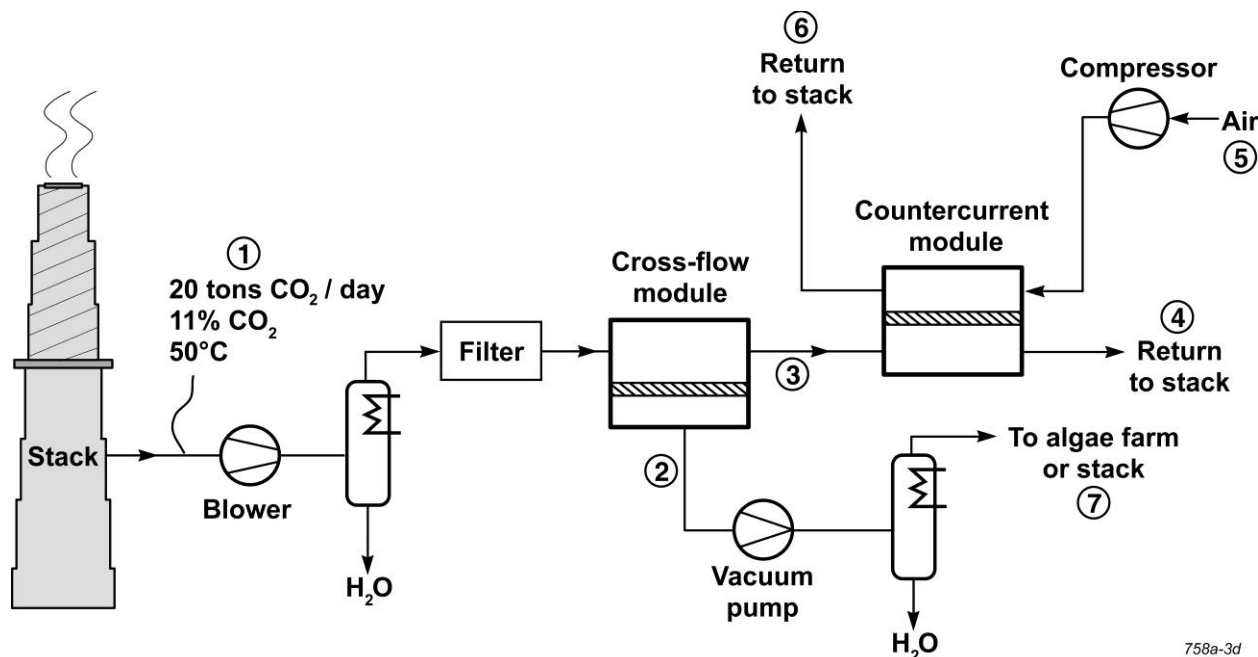 ⑥
Return
to stack
Compressor
Air
⑤
Countercurrent
module
①
20 tons CO₂ / day
11% CO₂
50°C
Cross-flow
module
④
Return
to stack
Filter
③
Stack
Blower
②
To algae farm
or stack
⑦
H₂O
Vacuum
pump
H₂O
758a-3d